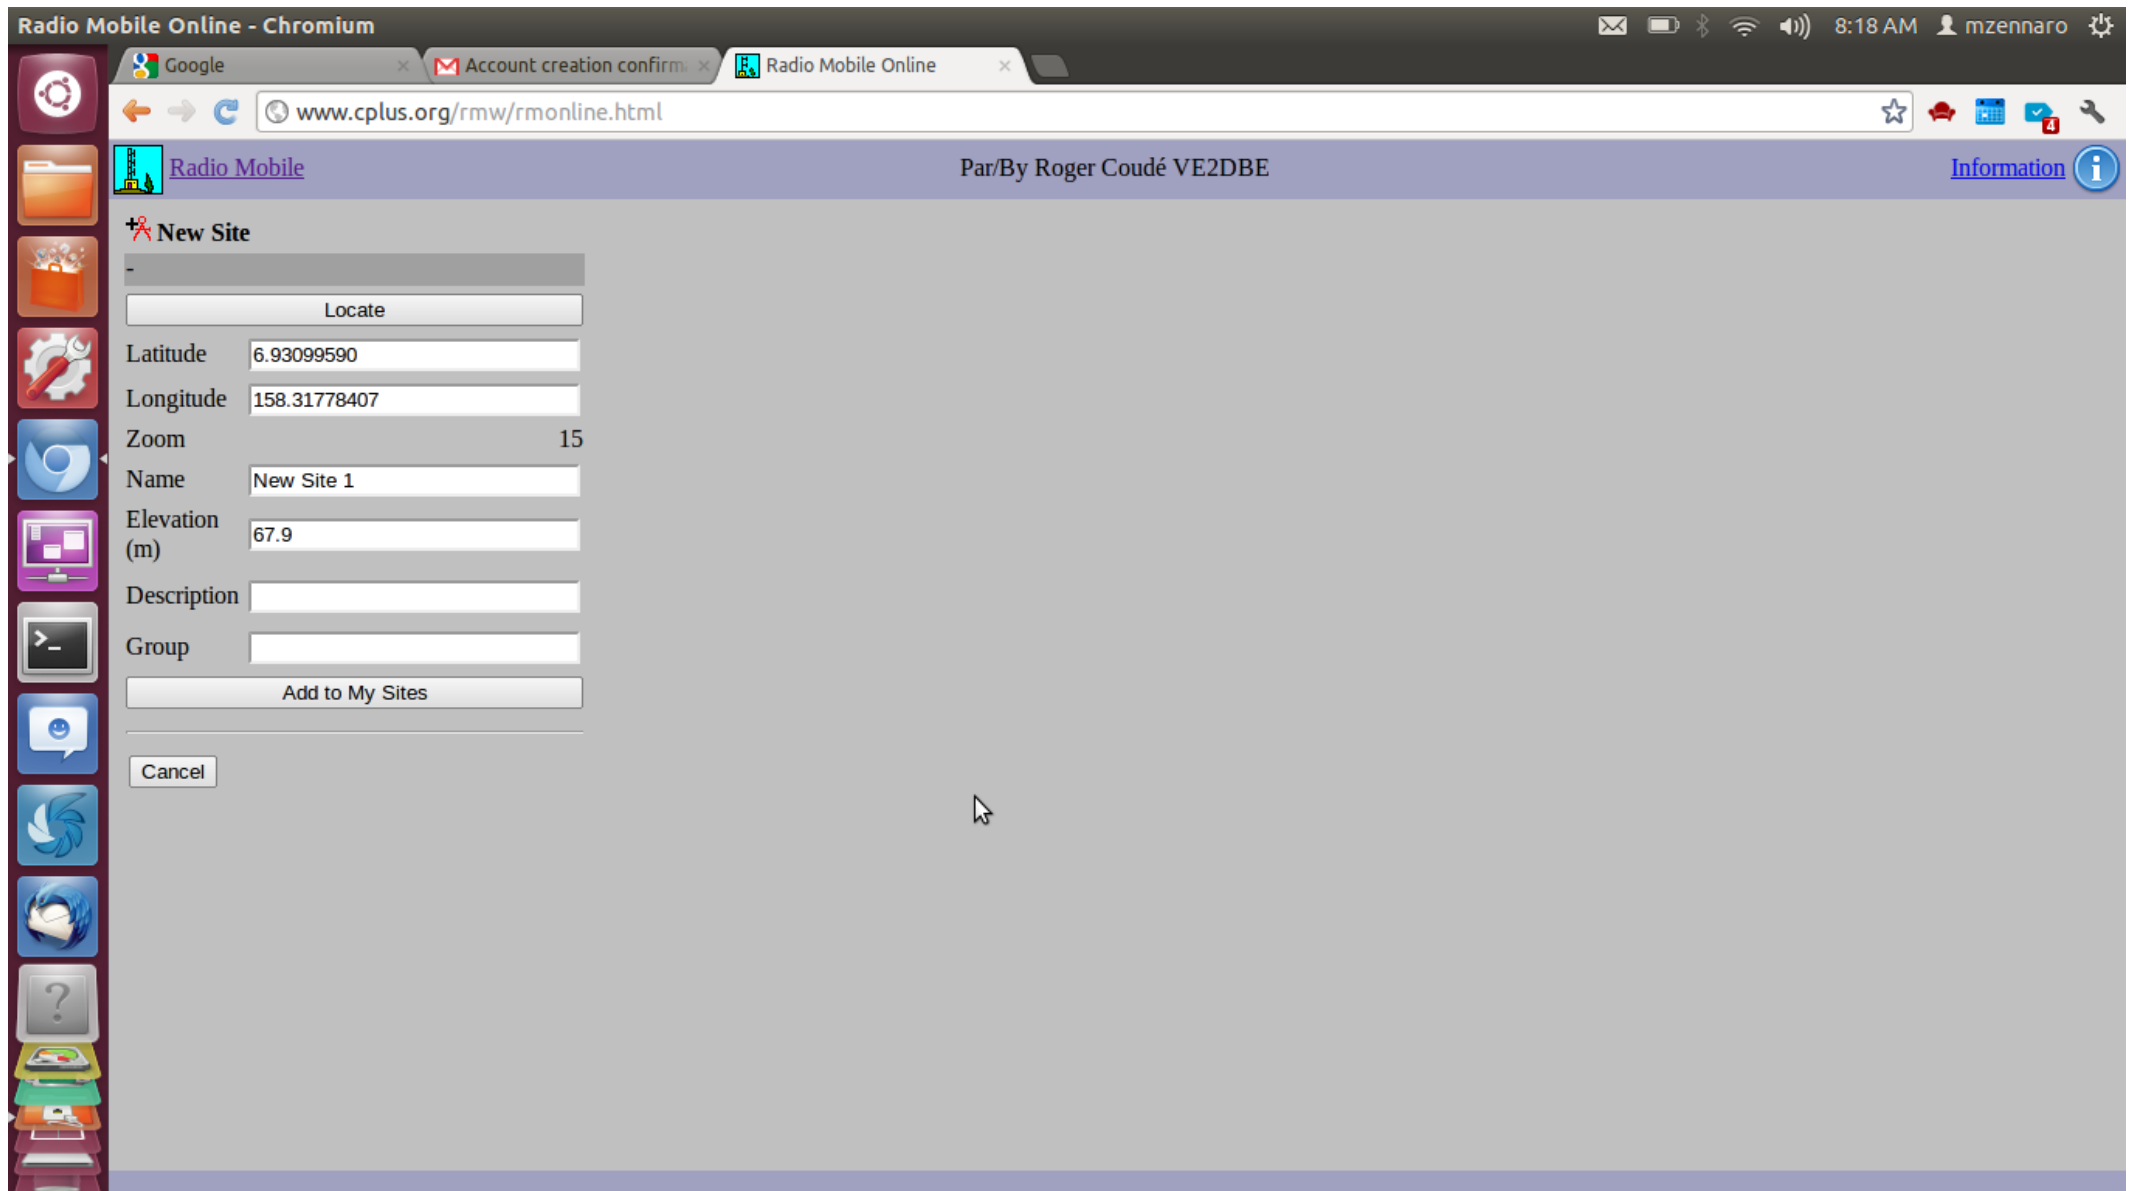 Radio Mobile Online - Chromium
8:18 AM mzennaro
Google
Account creation confirm
Radio Mobile Online
www.cplus.org/rmw/rmonline.html
4
Radio Mobile
Par/By Roger Coudé VE2DBE
Information
New Site
-
Locate
Latitude 6.93099590
Longitude 158.31778407
Zoom 15
Name New Site 1
Elevation
(m) 67.9
Description
Group
Add to My Sites
Cancel